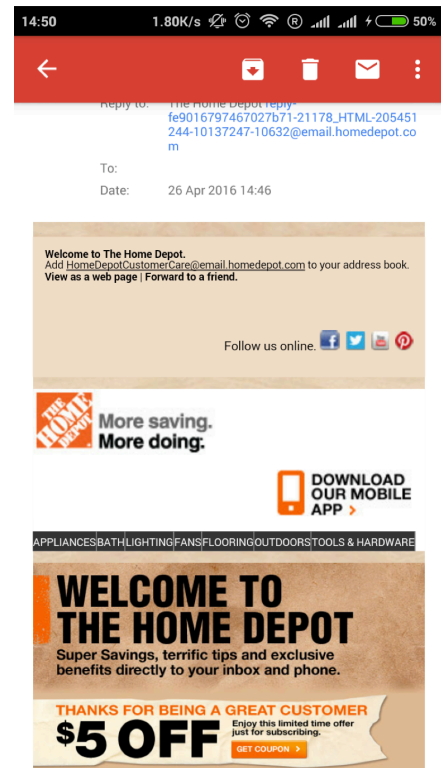 14:50 1.80K/s R 50%
Reply to: The Home Depot reply-
fe9016797467027b71-21178_HTML-205451
244-10137247-10632@email.homedepot.co
m
To:
Date: 26 Apr 2016 14:46
Welcome to The Home Depot.
Add HomeDepotCustomerCare@email.homedepot.com to your address book.
View as a web page | Forward to a friend.
Follow us online.
THE HOME DEPOT
More saving.
More doing.
DOWNLOAD
OUR MOBILE
APP >
APPLIANCES BATH LIGHTING FANS FLOORING OUTDOORS TOOLS & HARDWARE
WELCOME TO
THE HOME DEPOT
Super Savings, terrific tips and exclusive
benefits directly to your inbox and phone.
THANKS FOR BEING A GREAT CUSTOMER
$5 OFF
Enjoy this limited time offer
just for subscribing.
GET COUPON >